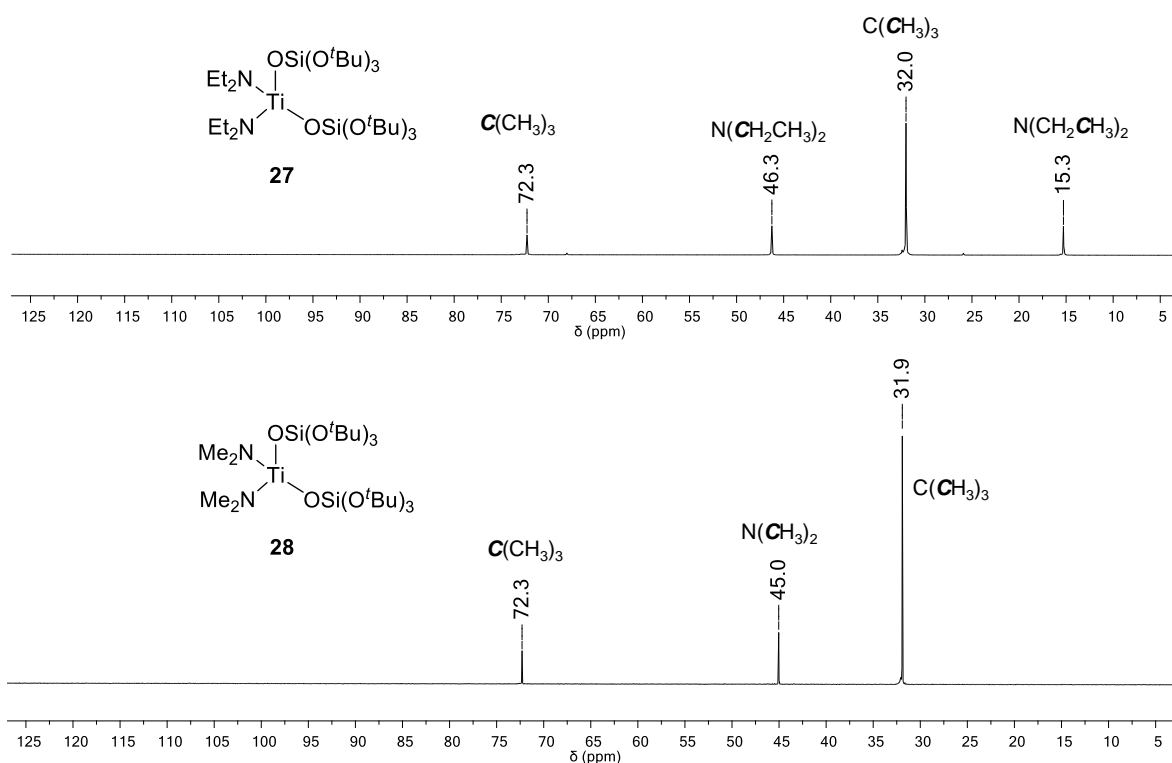 C(CH₃)₃
32.0
OSi(OᵗBu)₃
Et₂N
Ti
Et₂N
OSi(OᵗBu)₃
27
C(CH₃)₃
72.3
N(CH₂CH₃)₂
46.3
N(CH₂CH₃)₂
15.3
125 120 115 110 105 100 95 90 85 80 75 70 65 60 55 50 45 40 35 30 25 20 15 10 5
δ (ppm)
31.9
OSi(OᵗBu)₃
Me₂N
Ti
Me₂N
OSi(OᵗBu)₃
28
C(CH₃)₃
C(CH₃)₃
72.3
N(CH₃)₂
45.0
125 120 115 110 105 100 95 90 85 80 75 70 65 60 55 50 45 40 35 30 25 20 15 10 5
δ (ppm)